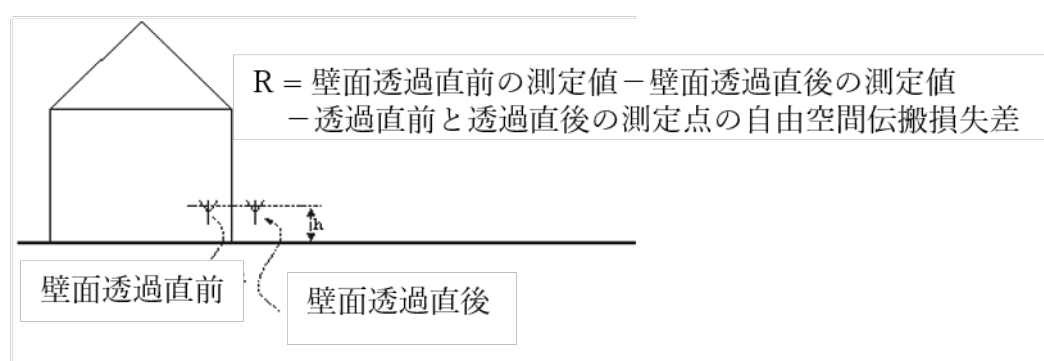 R = 壁面透過直前の測定値－壁面透過直後の測定値
－透過直前と透過直後の測定点の自由空間伝搬損失差
h
壁面透過直前
壁面透過直後